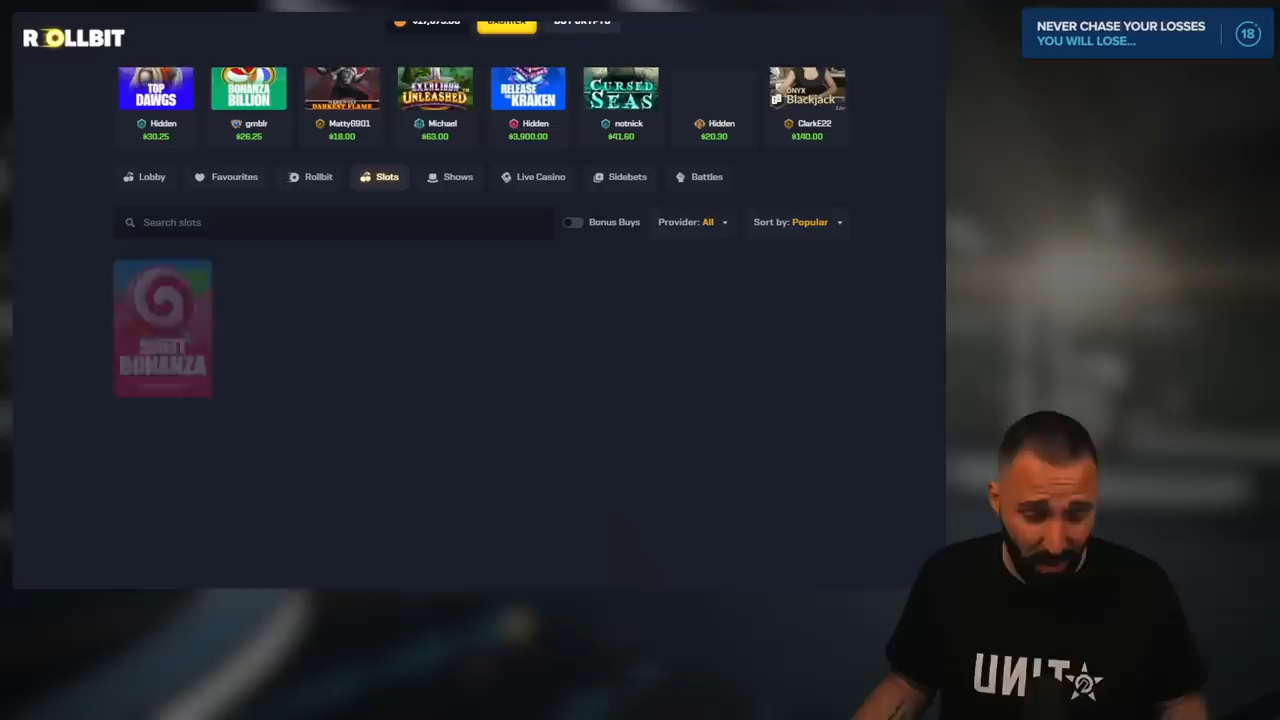 NEVER CHASE YOUR LOSSES
YOU WILL LOSE...
18
ROLLBIT
TOP DAWGS
BONANZA BILLION
DARKEST FLAME
EXCALIBUR UNLEASHED
RELEASE THE KRAKEN
CURSED SEAS
ONYX Blackjack
Hidden
gmblr
Matty6901
Michael
Hidden
notnick
Hidden
ClarkE22
$30.25
$26.25
$18.00
$63.00
$3,900.00
$41.60
$20.30
$140.00
Lobby
Favourites
Rollbit
Slots
Shows
Live Casino
Sidebets
Battles
Search slots
Bonus Buys
Provider: All
Sort by: Popular
SWEET BONANZA
UNIT